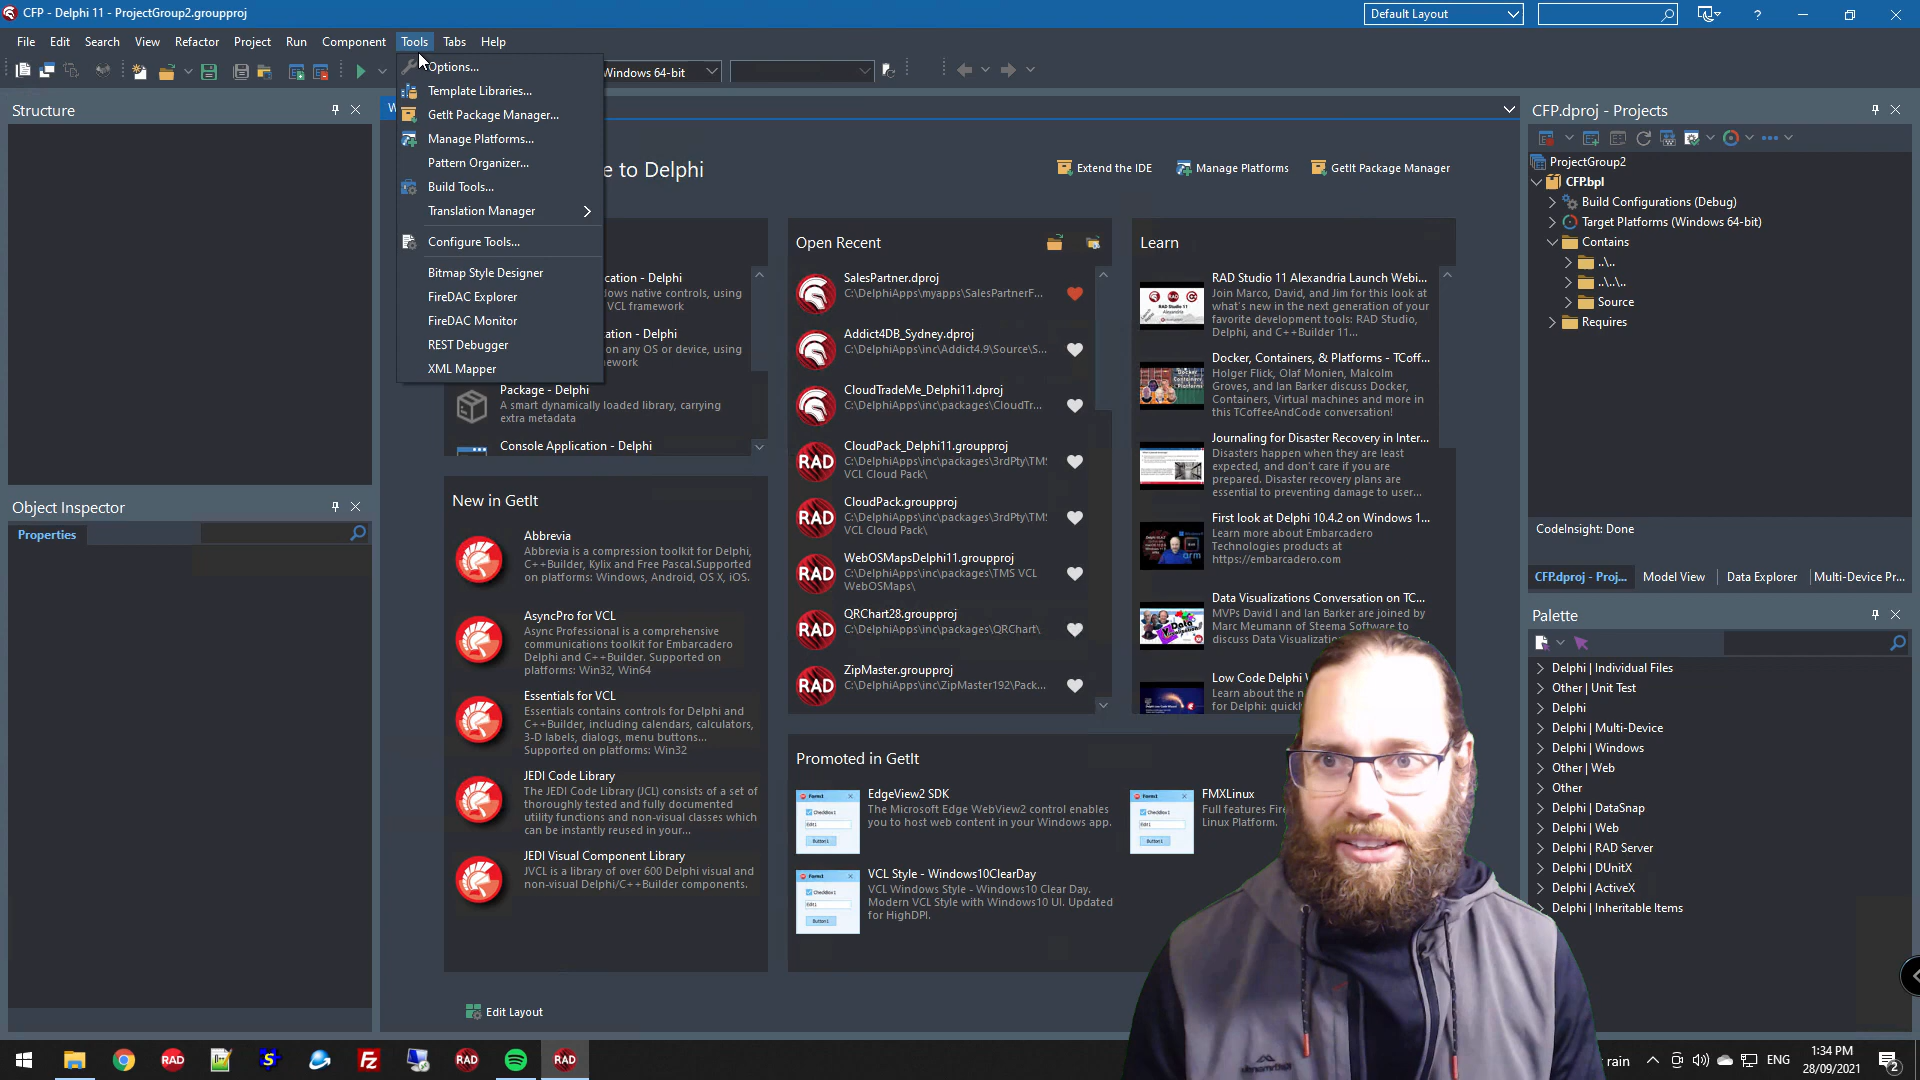 CFP - Delphi 11 - ProjectGroup2.groupproj
Default Layout
File Edit Search View Refactor Project Run Component Tools Tabs Help
Windows 64-bit
Options...
Template Libraries...
GetIt Package Manager...
Manage Platforms...
Pattern Organizer...
Build Tools...
Translation Manager
Configure Tools...
Bitmap Style Designer
FireDAC Explorer
FireDAC Monitor
REST Debugger
XML Mapper
Structure
Object Inspector
Properties
W
e to Delphi
Extend the IDE
Manage Platforms
GetIt Package Manager
cation - Delphi
dows native controls, using
VCL framework
cation - Delphi
on any OS or device, using
ework
Package - Delphi
A smart dynamically loaded library, carrying
extra metadata
Console Application - Delphi
New in GetIt
Abbrevia
Abbrevia is a compression toolkit for Delphi,
C++Builder, Kylix and Free Pascal.Supported
on platforms: Windows, Android, OS X, iOS.
AsyncPro for VCL
Async Professional is a comprehensive
communications toolkit for Embarcadero
Delphi and C++Builder. Supported on
platforms: Win32, Win64
Essentials for VCL
Essentials contains controls for Delphi and
C++Builder, including calendars, calculators,
3-D labels, dialogs, menu buttons...
Supported on platforms: Win32
JEDI Code Library
The JEDI Code Library (JCL) consists of a set of
thoroughly tested and fully documented
utility functions and non-visual classes which
can be instantly reused in your...
JEDI Visual Component Library
JVCL is a library of over 600 Delphi visual and
non-visual Delphi/C++Builder components.
Edit Layout
Open Recent
SalesPartner.dproj
C:\DelphiApps\myapps\SalesPartnerF...
Addict4DB_Sydney.dproj
C:\DelphiApps\inc\Addict4.9\Source\S...
CloudTradeMe_Delphi11.dproj
C:\DelphiApps\inc\packages\CloudTr...
RAD
CloudPack_Delphi11.groupproj
C:\DelphiApps\inc\packages\3rdPty\TMS
VCL Cloud Pack\
RAD
CloudPack.groupproj
C:\DelphiApps\inc\packages\3rdPty\TMS
VCL Cloud Pack\
RAD
WebOSMapsDelphi11.groupproj
C:\DelphiApps\inc\packages\TMS VCL
WebOSMaps\
RAD
QRChart28.groupproj
C:\DelphiApps\inc\packages\QRChart\
RAD
ZipMaster.groupproj
C:\DelphiApps\inc\ZipMaster192\Pack...
Learn
RAD Studio 11 Alexandria Launch Webi...
Join Marco, David, and Jim for this look at
what's new in the next generation of your
favorite development tools: RAD Studio,
Delphi, and C++Builder 11...
Docker, Containers, & Platforms - TCoff...
Holger Flick, Olaf Monien, Malcolm
Groves, and Ian Barker discuss Docker,
Containers, Virtual machines and more in
this TCoffeeAndCode conversation!
Journaling for Disaster Recovery in Inter...
Disasters happen when they are least
expected, and don't care if you are
prepared. Disaster recovery plans are
essential to preventing damage to user...
First look at Delphi 10.4.2 on Windows 1...
Learn more about Embarcadero
Technologies products at
https://embarcadero.com
Data Visualizations Conversation on TC...
MVPs David I and Ian Barker are joined by
Marc Meumann of Steema Software to
discuss Data Visualizatio
Low Code Delphi
Learn about the n
for Delphi: quickly
Promoted in GetIt
EdgeView2 SDK
The Microsoft Edge WebView2 control enables
you to host web content in your Windows app.
FMXLinux
Full features Fire
Linux Platform.
VCL Style - Windows10ClearDay
VCL Windows Style - Windows10 Clear Day.
Modern VCL Style with Windows10 UI. Updated
for HighDPI.
CFP.dproj - Projects
ProjectGroup2
CFP.bpl
Build Configurations (Debug)
Target Platforms (Windows 64-bit)
Contains
..\..
..\..\..
Source
Requires
CodeInsight: Done
CFP.dproj - Proj... Model View Data Explorer Multi-Device Pr...
Palette
Delphi | Individual Files
Other | Unit Test
Delphi
Delphi | Multi-Device
Delphi | Windows
Other | Web
Other
Delphi | DataSnap
Delphi | Web
Delphi | RAD Server
Delphi | DUnitX
Delphi | ActiveX
Delphi | Inheritable Items
Kathmandu
RAD
RAD
RAD
rain
ENG
1:34 PM
28/09/2021
2